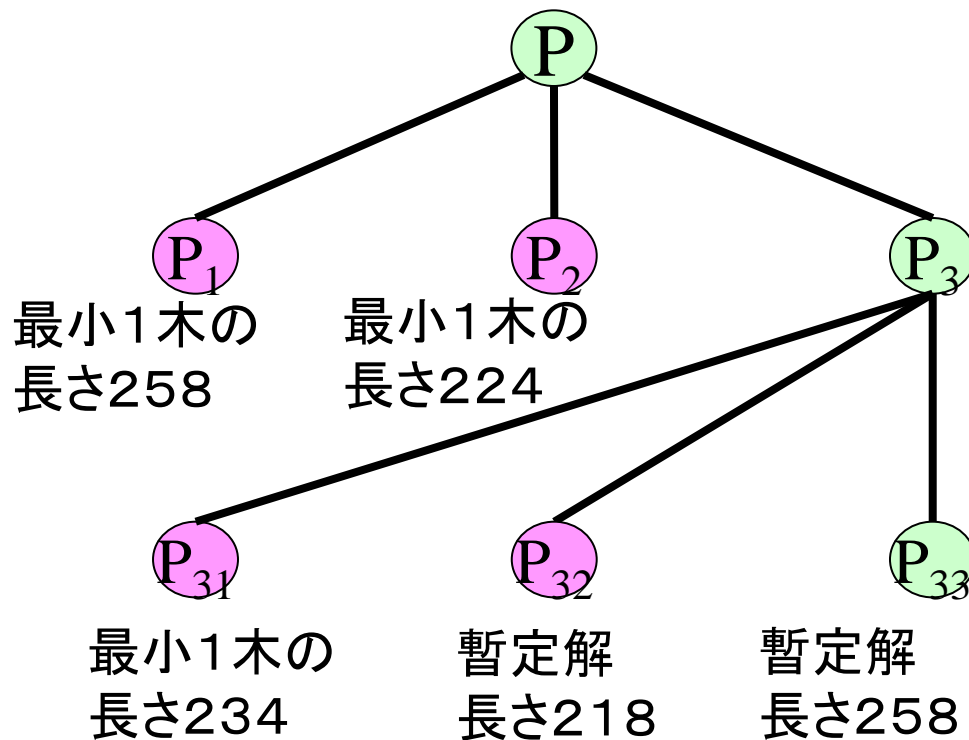 P
P1
P2
P3
最小１木の
長さ258
最小１木の
長さ224
P31
P32
P33
最小１木の
長さ234
暫定解
長さ218
暫定解
長さ258